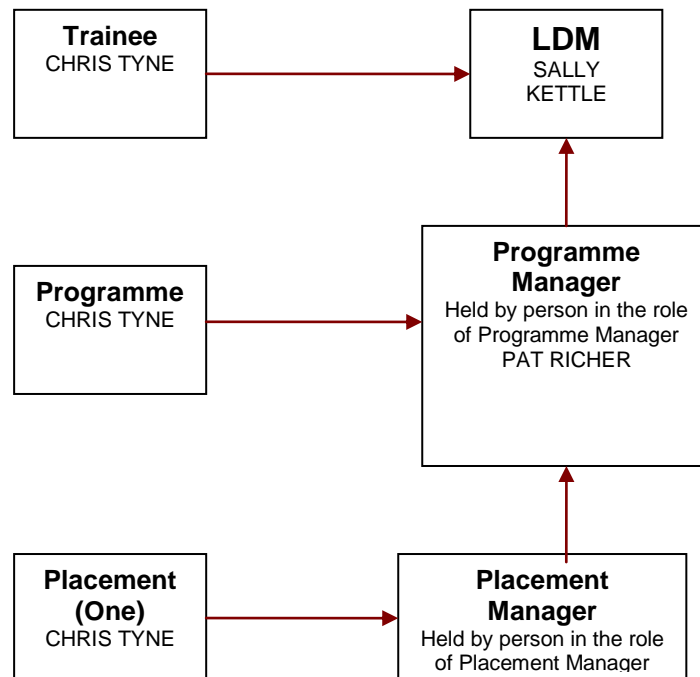 Trainee
CHRIS TYNE
LDM
SALLY
KETTLE
Programme
CHRIS TYNE
Programme
Manager
Held by person in the role
of Programme Manager
PAT RICHER
Placement
(One)
CHRIS TYNE
Placement
Manager
Held by person in the role
of Placement Manager